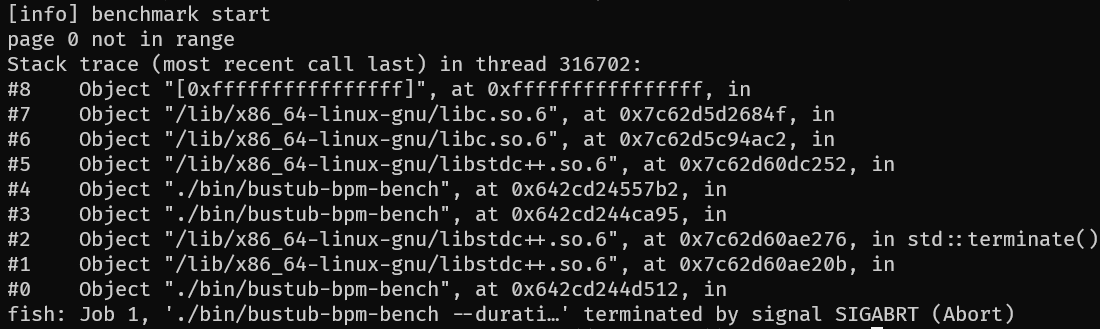 [info] benchmark start
page 0 not in range
Stack trace (most recent call last) in thread 316702:
#8    Object "[0xffffffffffffffff]", at 0xffffffffffffffff, in
#7    Object "/lib/x86_64-linux-gnu/libc.so.6", at 0x7c62d5d2684f, in
#6    Object "/lib/x86_64-linux-gnu/libc.so.6", at 0x7c62d5c94ac2, in
#5    Object "/lib/x86_64-linux-gnu/libstdc++.so.6", at 0x7c62d60dc252, in
#4    Object "./bin/bustub-bpm-bench", at 0x642cd24557b2, in
#3    Object "./bin/bustub-bpm-bench", at 0x642cd244ca95, in
#2    Object "/lib/x86_64-linux-gnu/libstdc++.so.6", at 0x7c62d60ae276, in std::terminate()
#1    Object "/lib/x86_64-linux-gnu/libstdc++.so.6", at 0x7c62d60ae20b, in
#0    Object "./bin/bustub-bpm-bench", at 0x642cd244d512, in
fish: Job 1, './bin/bustub-bpm-bench --durati…' terminated by signal SIGABRT (Abort)